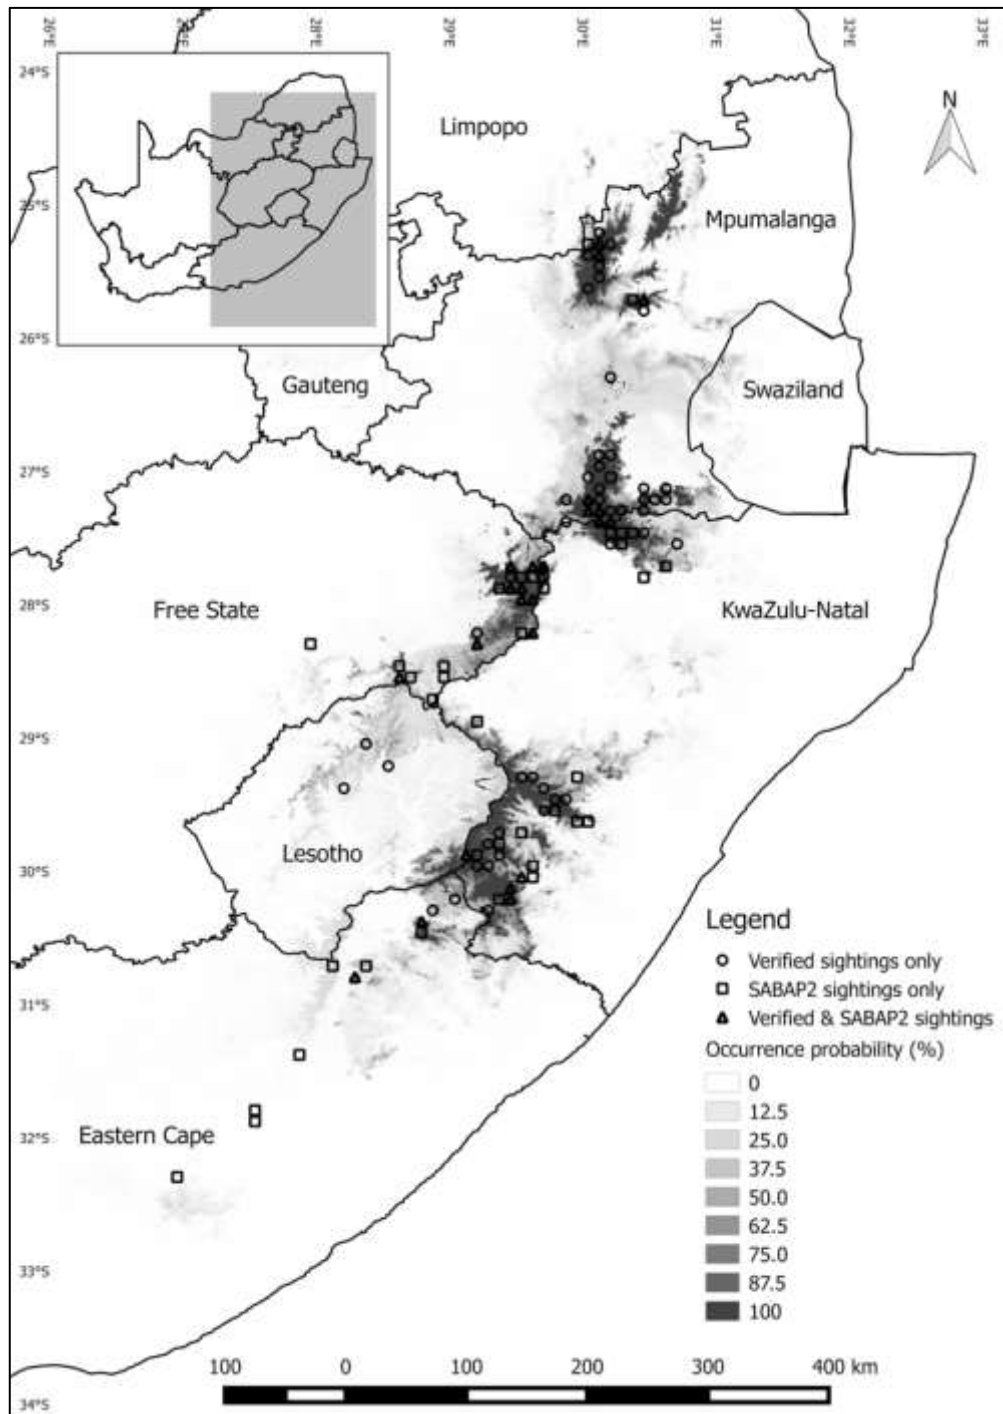 26°E
27°E
28°E
29°E
30°E
31°E
32°E
33°E
24°S
25°S
26°S
27°S
28°S
29°S
30°S
31°S
32°S
33°S
34°S
N
Limpopo
Mpumalanga
Gauteng
Swaziland
Free State
KwaZulu-Natal
Lesotho
Eastern Cape
Legend
Verified sightings only
SABAP2 sightings only
Verified & SABAP2 sightings
Occurrence probability (%)
0
12.5
25.0
37.5
50.0
62.5
75.0
87.5
100
100 0 100 200 300 400 km